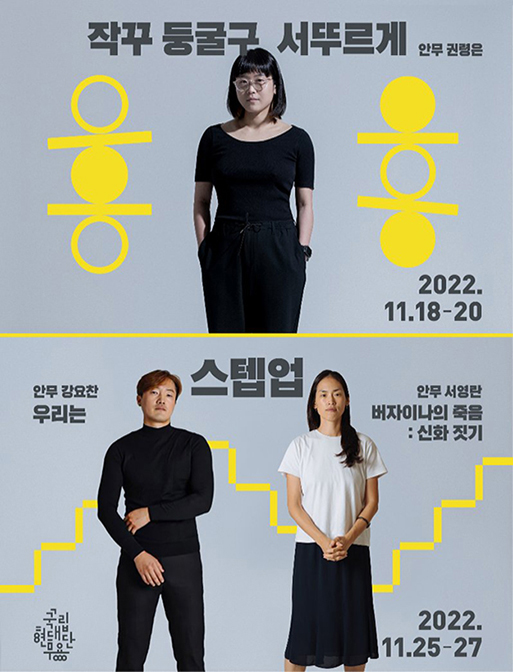 작꾸 둥굴구 서뚜르게 안무 권령은
응 응
2022.
11.18-20
스텝업
안무 강요찬
우리는
안무 서영란
버자이나의 죽음
: 신화 짓기
국립
현대
무용단
2022.
11.25-27